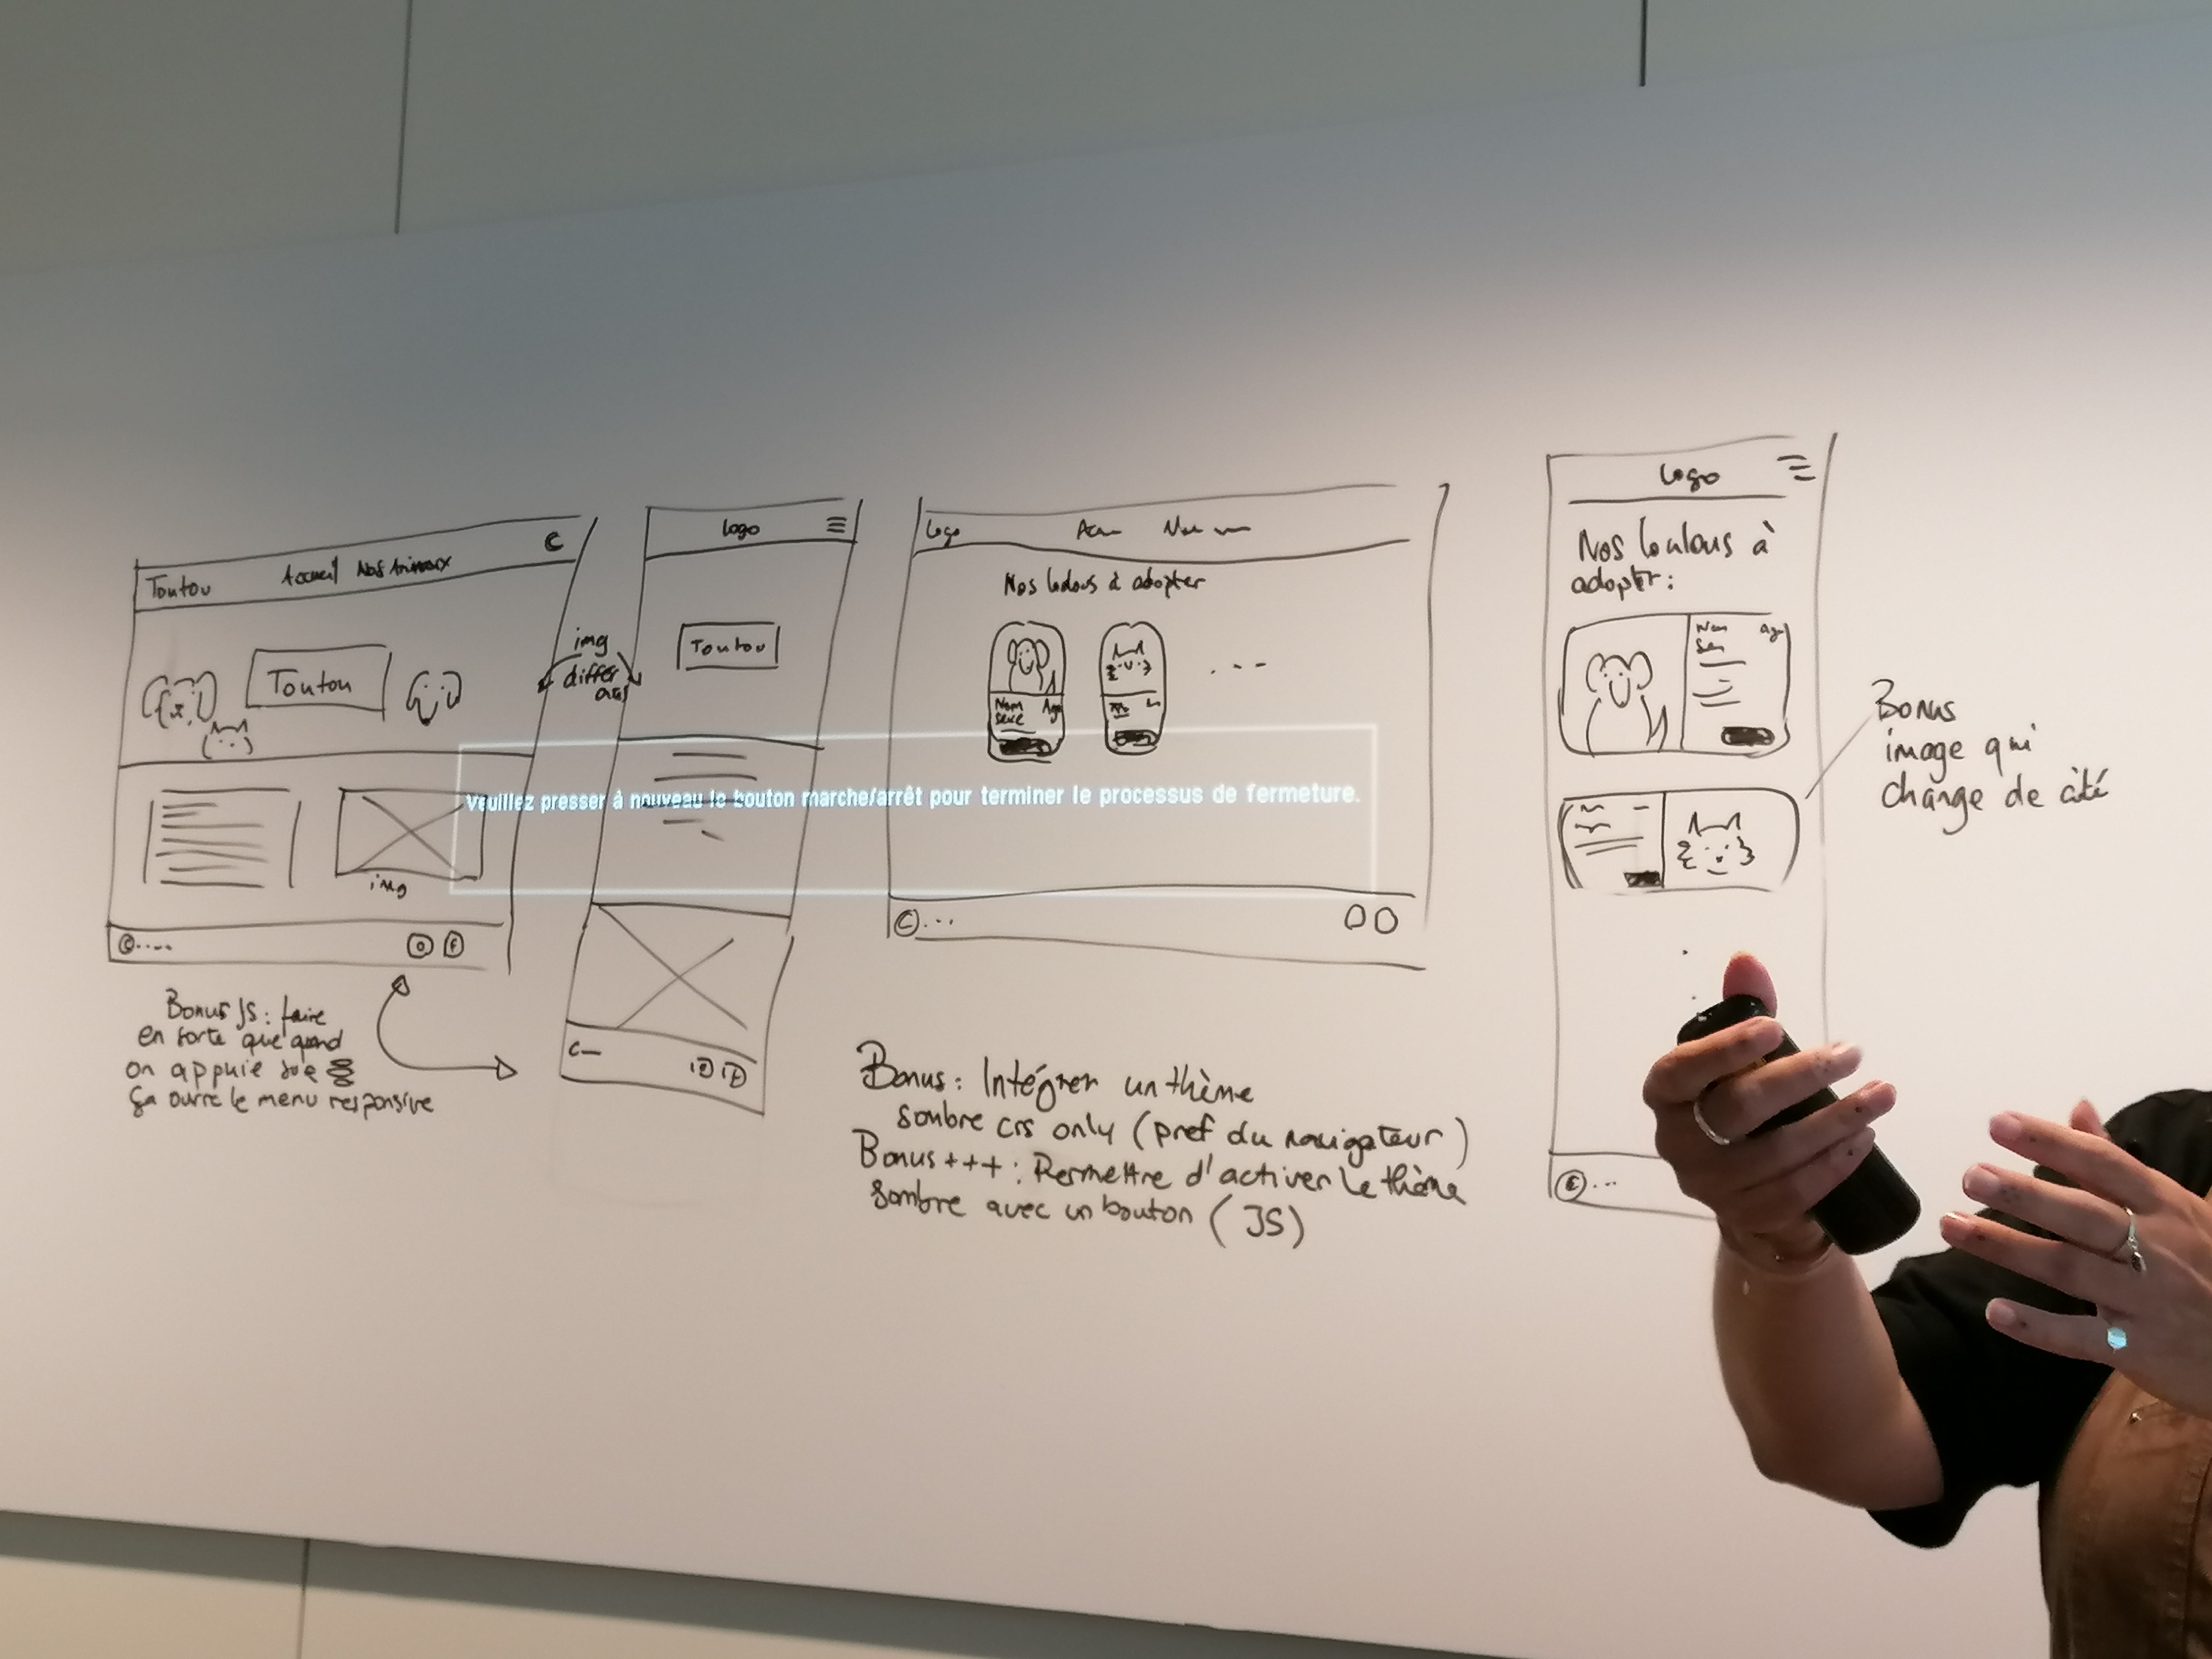 Toutou
Accueil Nos Animaux
Toutou
img
© .....
img
differ
logo
Toutou
Logo
Nos loulous à adopter
Nom Age
Sexe
© ...
logo
Nos loulous à
adopter:
Nom Age
Bonus
image qui
change de côté
© ...
Veuillez presser à nouveau le bouton marche/arrêt pour terminer le processus de fermeture.
Bonus JS: faire
en sorte que quand
on appuie sur
ça ouvre le menu responsive
Bonus: Intégrer un thème
sombre css only (pref du navigateur)
Bonus+++: Permettre d'activer le thème
sombre avec un bouton (JS)